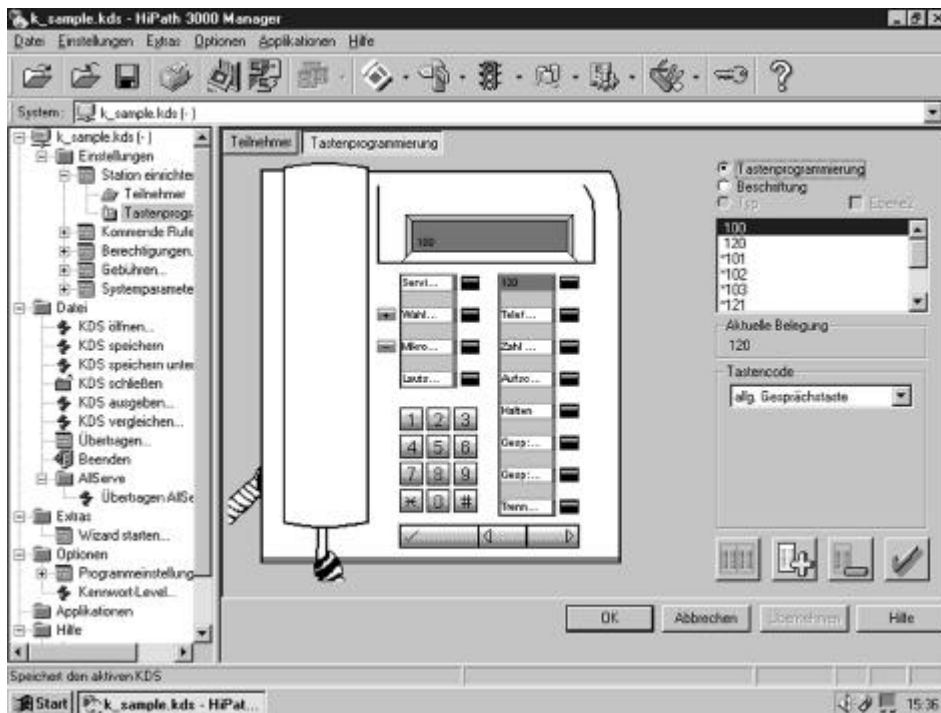 k_sample.kds - HiPath 3000 Manager
Datei Einstellungen Extras Optionen Applikationen Hilfe
System: k_sample.kds (- )
k_sample.kds (- )
Einstellungen
Station einrichten
Teilnehmer
Tastenprogr
Kommende Rufe
Berechtigungen.
Gebühren...
Systemparamete
Datei
KDS öffnen...
KDS speichern
KDS speichern unter
KDS schließen
KDS ausgeben...
KDS vergleichen...
Übertragen...
Beenden
AllServe
Übertragen AllSe
Extras
Wizard starten...
Optionen
Programmeinstellung
Kennwort-Level...
Applikationen
Hilfe
Teilnehmer Tastenprogrammierung
100
Servi... 120
+ Wahl... Telef...
- Mikro... Zahl ...
Lauts... Aufsc...
Halten
Gesp:...
Gesp:...
Trenn...
1 2 3
4 5 6
7 8 9
* 0 #
Tastenprogrammierung
Beschriftung
Typ Ebene2
100
120
*101
*102
*103
*121
Aktuelle Belegung
120
Tastencode
allg. Gesprächstaste
OK Abbrechen Übernehmen Hilfe
Speichert den aktiven KDS
Start k_sample.kds - HiPat... 15:36